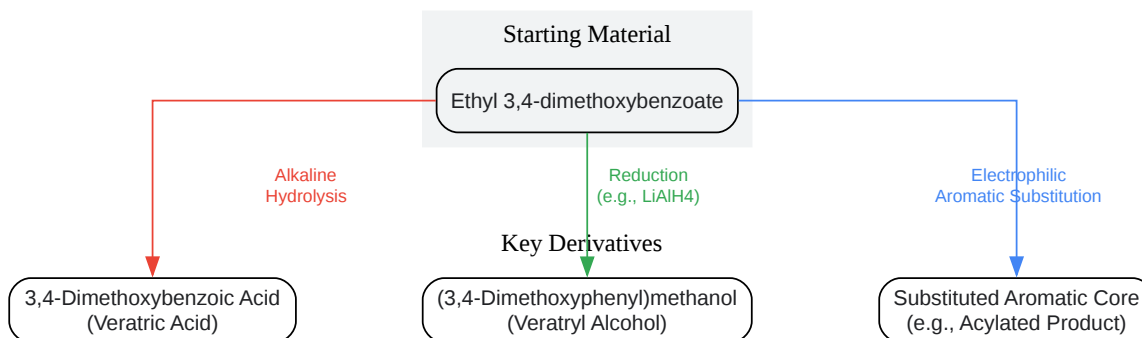 Starting Material
Ethyl 3,4-dimethoxybenzoate
Alkaline
Hydrolysis
Reduction
(e.g., LiAlH4)
Electrophilic
Aromatic Substitution
Key Derivatives
3,4-Dimethoxybenzoic Acid
(Veratric Acid)
(3,4-Dimethoxyphenyl)methanol
(Veratryl Alcohol)
Substituted Aromatic Core
(e.g., Acylated Product)